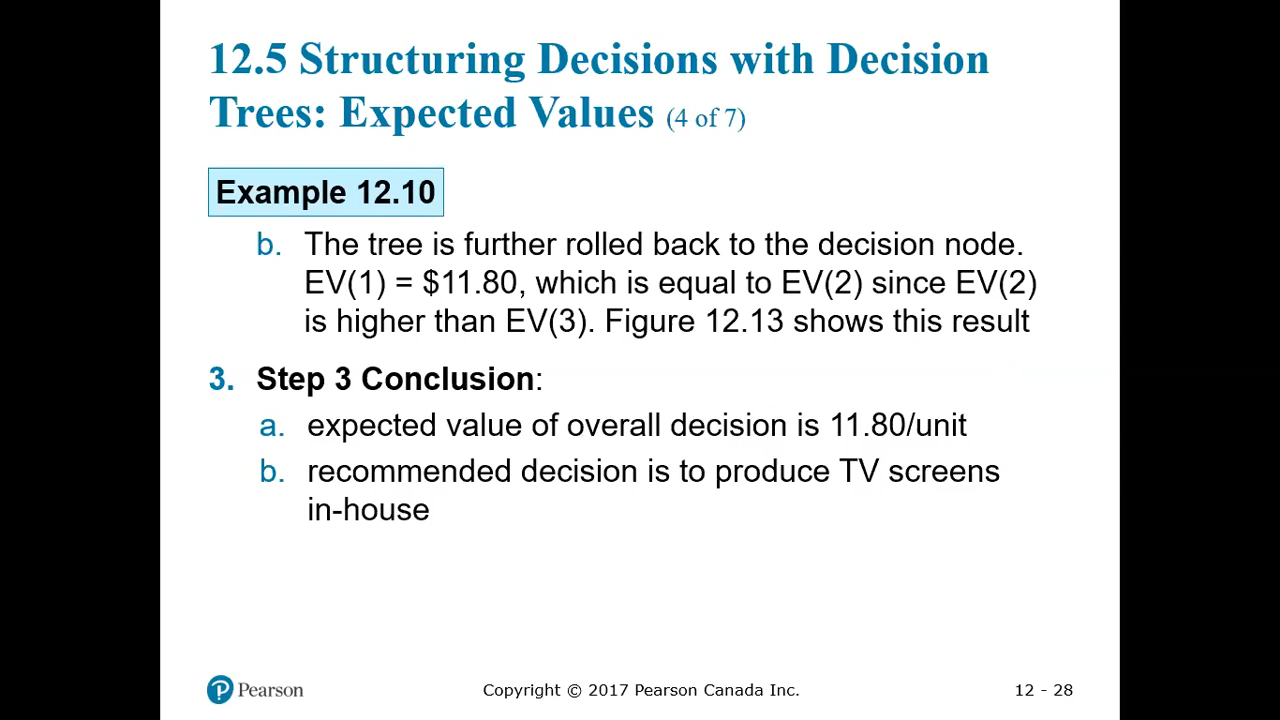 12.5 Structuring Decisions with Decision
Trees: Expected Values (4 of 7)
Example 12.10
b. The tree is further rolled back to the decision node.
EV(1) = $11.80, which is equal to EV(2) since EV(2)
is higher than EV(3). Figure 12.13 shows this result
3. Step 3 Conclusion:
a. expected value of overall decision is 11.80/unit
b. recommended decision is to produce TV screens
in-house
Pearson
Copyright © 2017 Pearson Canada Inc.
12 - 28